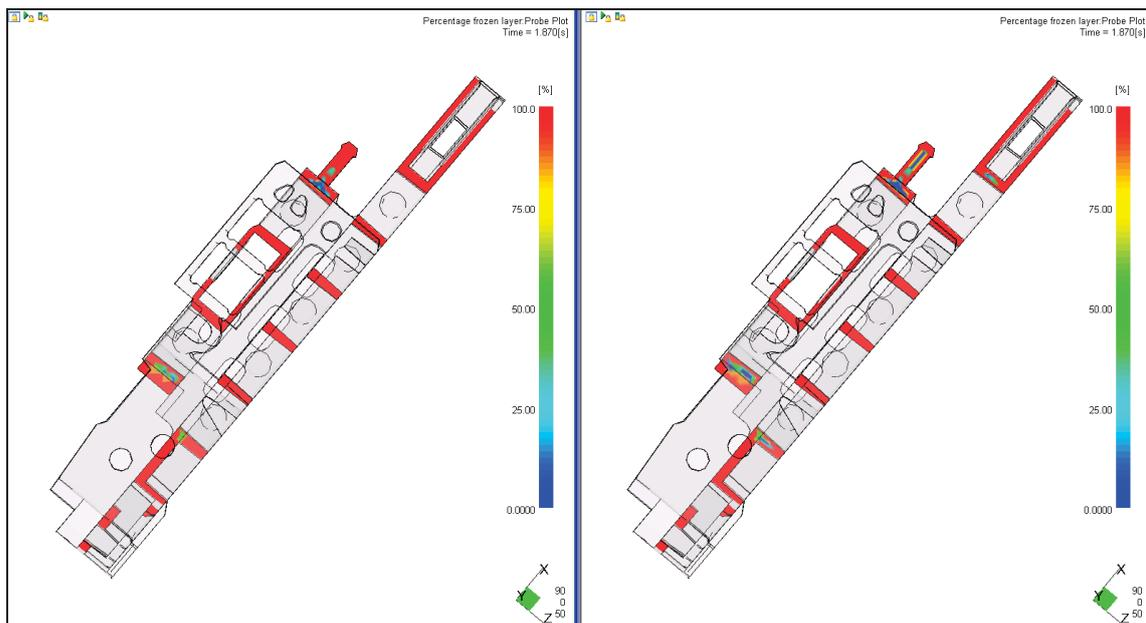 Percentage frozen layer:Probe Plot
Time = 1.870[s]
[%]
100.0
75.00
50.00
25.00
0.0000
X
Y
Z
90
0
50
Percentage frozen layer:Probe Plot
Time = 1.870[s]
[%]
100.0
75.00
50.00
25.00
0.0000
X
Y
Z
90
0
50